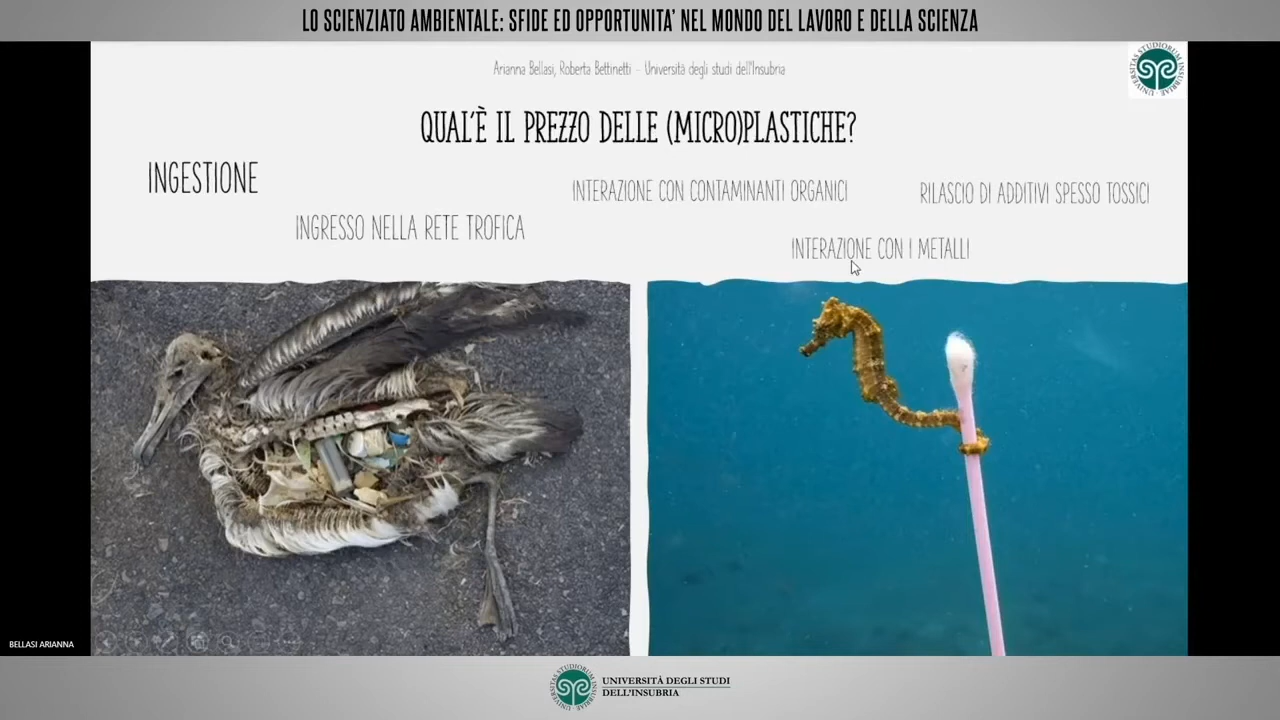 LO SCIENZIATO AMBIENTALE: SFIDE ED OPPORTUNITA' NEL MONDO DEL LAVORO E DELLA SCIENZA
Arianna Bellasi, Roberta Bettinetti - Università degli studi dell'Insubria
QUAL'È IL PREZZO DELLE (MICRO)PLASTICHE?
INGESTIONE
INTERAZIONE CON CONTAMINANTI ORGANICI
RILASCIO DI ADDITIVI SPESSO TOSSICI
INGRESSO NELLA RETE TROFICA
INTERAZIONE CON I METALLI
BELLASI ARIANNA
UNIVERSITÀ DEGLI STUDI
DELL'INSUBRIA